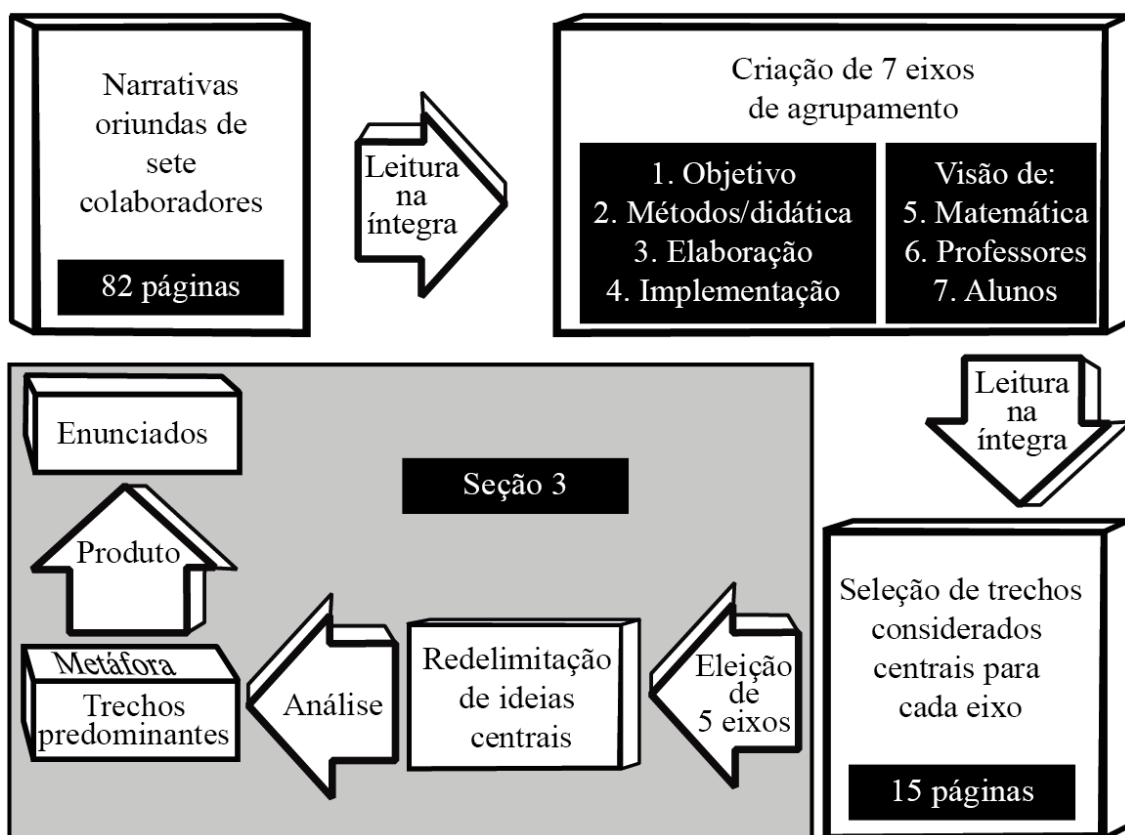 Narrativas
oriundas de
sete
colaboradores
82 páginas
Leitura
na
íntegra
Criação de 7 eixos
de agrupamento
1. Objetivo
2. Métodos/didática
3. Elaboração
4. Implementação
Visão de:
5. Matemática
6. Professores
7. Alunos
Leitura
na
íntegra
Seleção de trechos
considerados
centrais para
cada eixo
15 páginas
Eleição
de
5 eixos
Seção 3
Redelimitação
de ideias
centrais
Análise
Metáfora
Trechos
predominantes
Produto
Enunciados